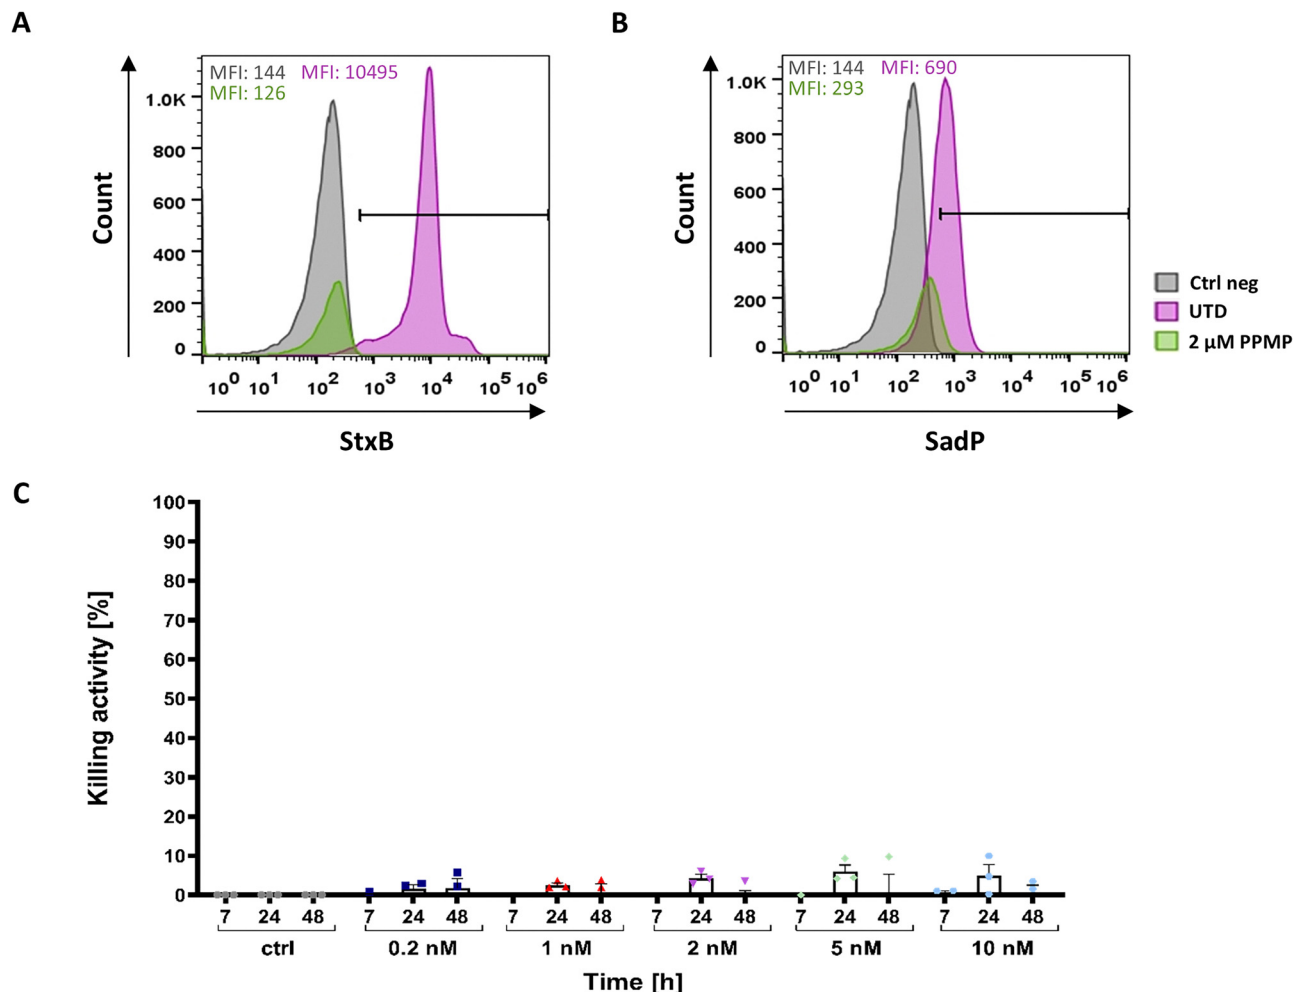 A
MFI: 144 MFI: 10495
MFI: 126
1.0K
800
600
400
200
0
Count
10^0 10^1 10^2 10^3 10^4 10^5 10^6
StxB
B
MFI: 144 MFI: 690
MFI: 293
1.0K
800
600
400
200
0
Count
10^0 10^1 10^2 10^3 10^4 10^5 10^6
SadP
Ctrl neg
UTD
2 µM PPMP
C
100
90
80
70
60
50
40
30
20
10
0
Killing activity [%]
7 24 48 7 24 48 7 24 48 7 24 48 7 24 48 7 24 48
ctrl 0.2 nM 1 nM 2 nM 5 nM 10 nM
Time [h]